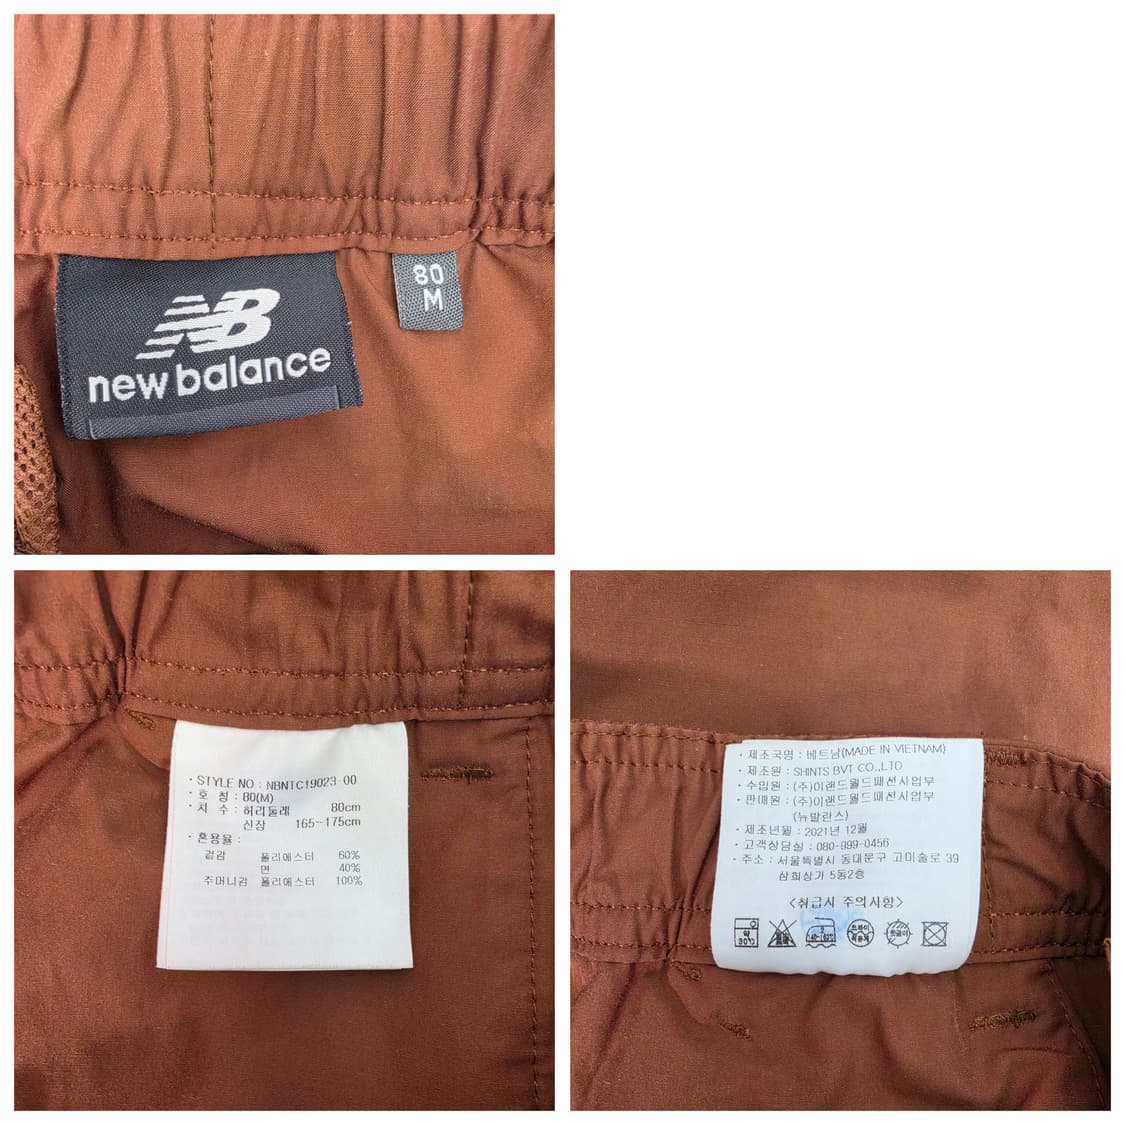 NB
new balance
80
M
· STYLE NO : NBNTC19023-00
· 호 칭 : 80(M)
· 치 수 : 허리둘레 80cm
신장 165~175cm
· 혼용율 :
겉감 폴리에스터 60%
면 40%
주머니감 폴리에스터 100%
· 제조국명 : 베트남(MADE IN VIETNAM)
· 제조원 : SHINTS BVT CO.,LTD
· 수입원 : (주)이랜드월드패션사업부
· 판매원 : (주)이랜드월드패션사업부
(뉴발란스)
· 제조년월 : 2021년 12월
· 고객상담실 : 080-999-0456
· 주소 : 서울특별시 동대문구 고미술로 39
삼희상가 5동2층
<취급시 주의사항>
약
30℃